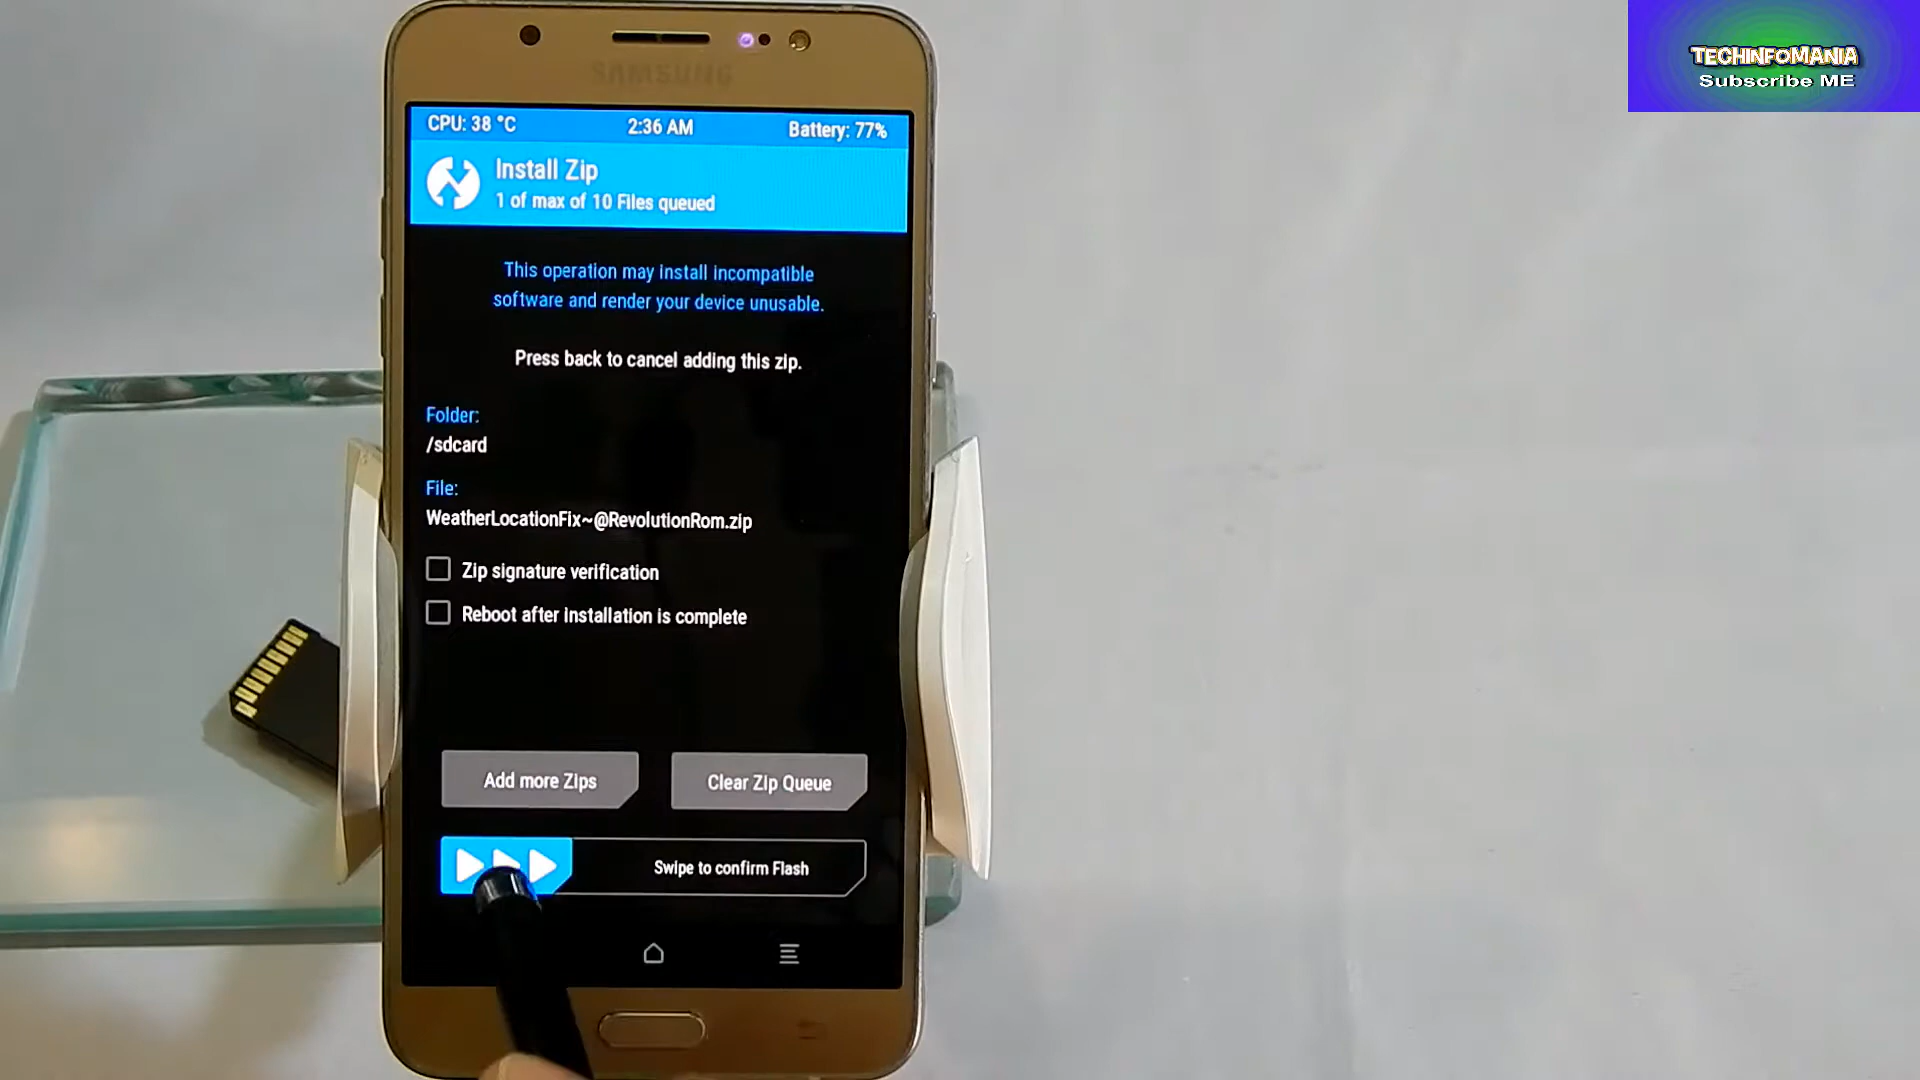 TECHINFOMANIA
Subscribe ME
SAMSUNG
CPU: 38 °C
2:36 AM
Battery: 77%
Install Zip
1 of max of 10 Files queued
This operation may install incompatible
software and render your device unusable.
Press back to cancel adding this zip.
Folder:
/sdcard
File:
WeatherLocationFix~@RevolutionRom.zip
Zip signature verification
Reboot after installation is complete
Add more Zips
Clear Zip Queue
Swipe to confirm Flash